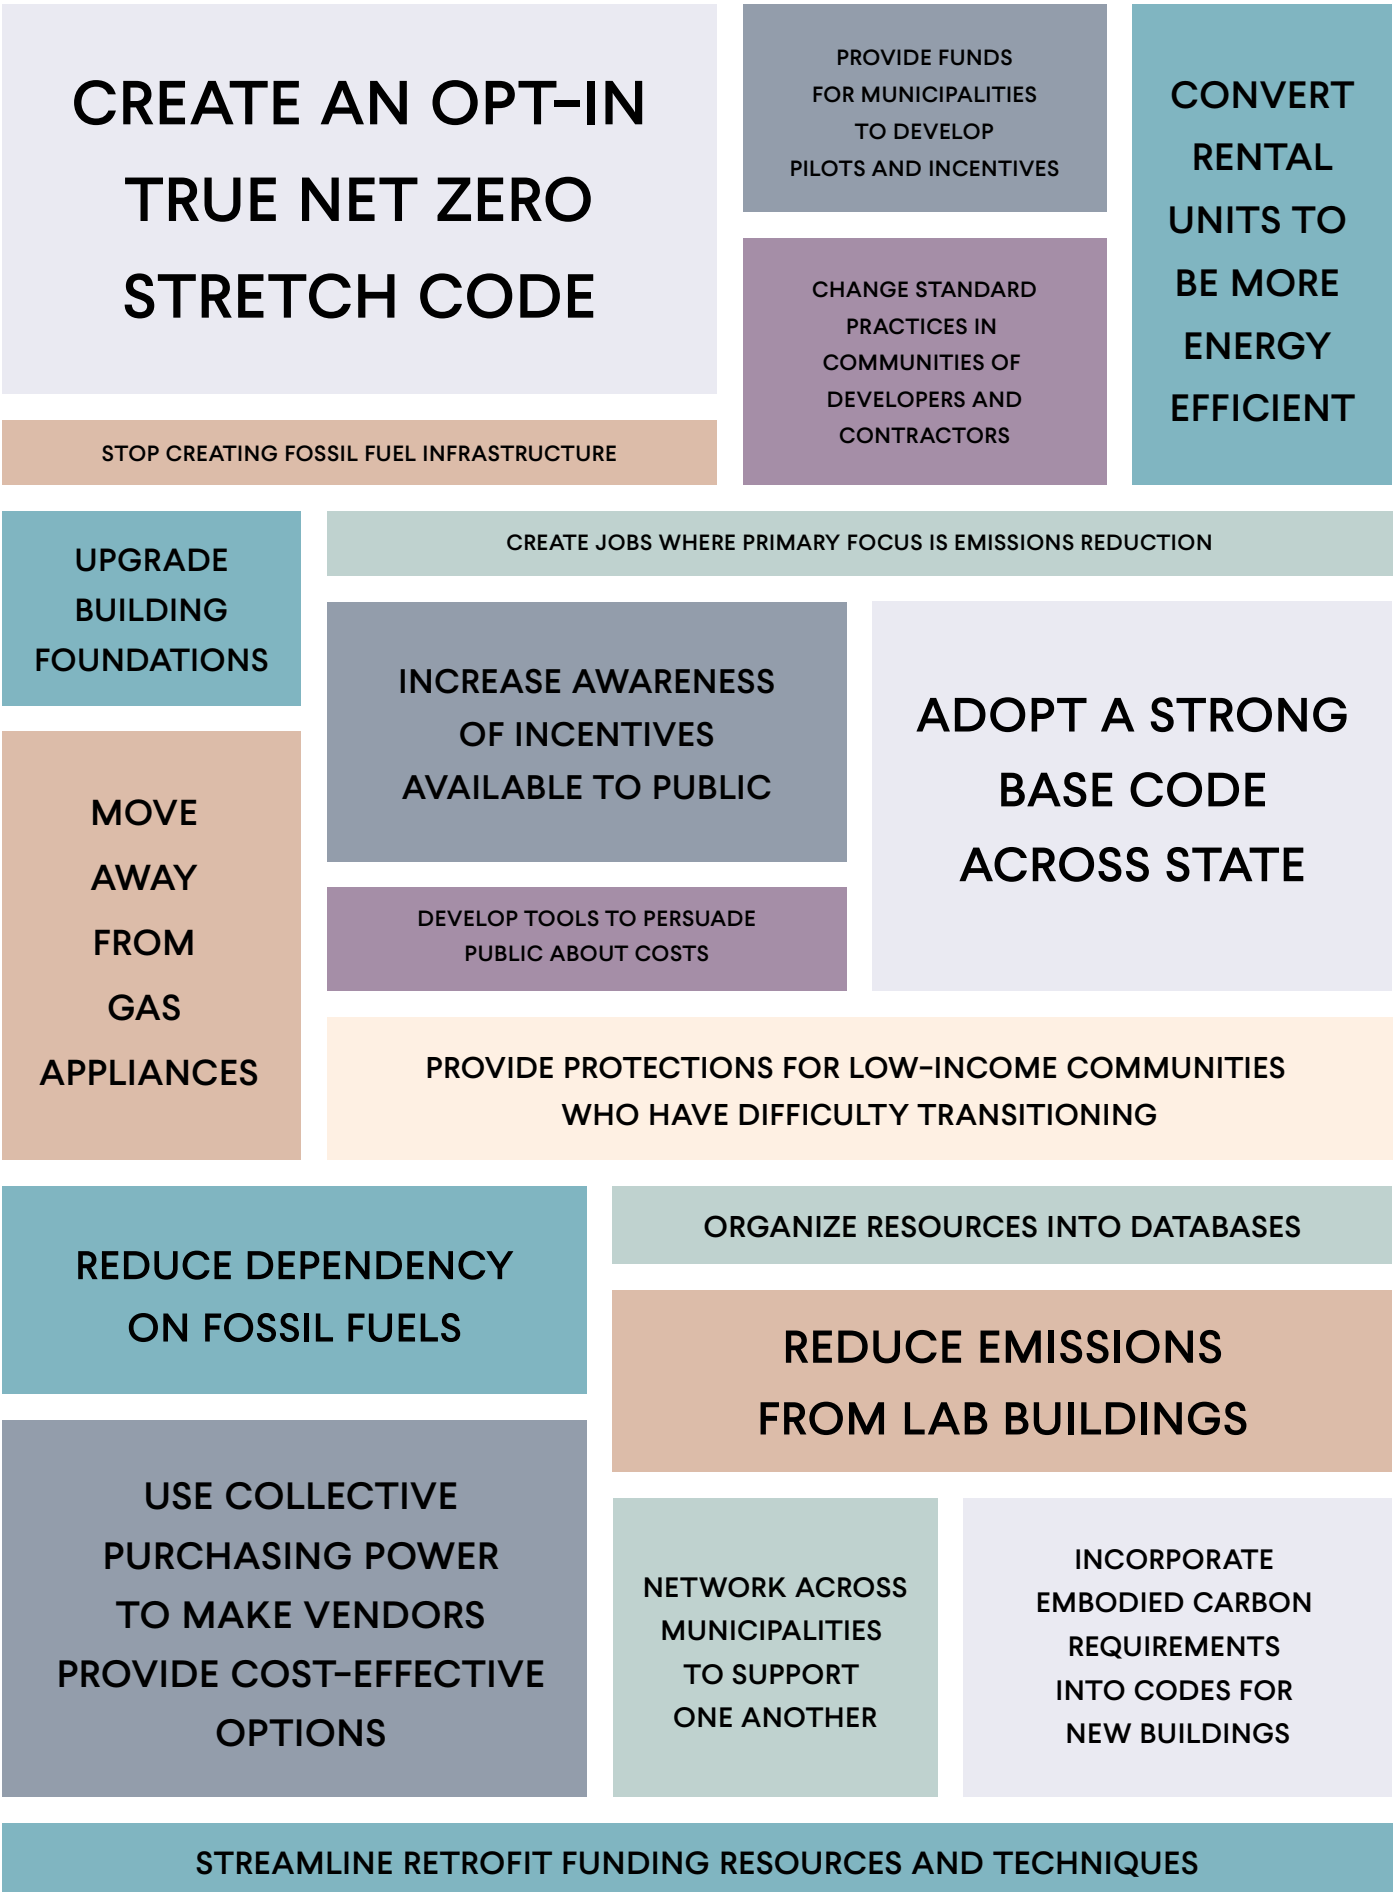 CREATE AN OPT-IN
TRUE NET ZERO
STRETCH CODE
PROVIDE FUNDS
FOR MUNICIPALITIES
TO DEVELOP
PILOTS AND INCENTIVES
CONVERT
RENTAL
UNITS TO
BE MORE
ENERGY
EFFICIENT
CHANGE STANDARD
PRACTICES IN
COMMUNITIES OF
DEVELOPERS AND
CONTRACTORS
STOP CREATING FOSSIL FUEL INFRASTRUCTURE
UPGRADE
BUILDING
FOUNDATIONS
CREATE JOBS WHERE PRIMARY FOCUS IS EMISSIONS REDUCTION
INCREASE AWARENESS
OF INCENTIVES
AVAILABLE TO PUBLIC
ADOPT A STRONG
BASE CODE
ACROSS STATE
MOVE
AWAY
FROM
GAS
APPLIANCES
DEVELOP TOOLS TO PERSUADE
PUBLIC ABOUT COSTS
PROVIDE PROTECTIONS FOR LOW-INCOME COMMUNITIES
WHO HAVE DIFFICULTY TRANSITIONING
REDUCE DEPENDENCY
ON FOSSIL FUELS
ORGANIZE RESOURCES INTO DATABASES
REDUCE EMISSIONS
FROM LAB BUILDINGS
USE COLLECTIVE
PURCHASING POWER
TO MAKE VENDORS
PROVIDE COST-EFFECTIVE
OPTIONS
NETWORK ACROSS
MUNICIPALITIES
TO SUPPORT
ONE ANOTHER
INCORPORATE
EMBODIED CARBON
REQUIREMENTS
INTO CODES FOR
NEW BUILDINGS
STREAMLINE RETROFIT FUNDING RESOURCES AND TECHNIQUES